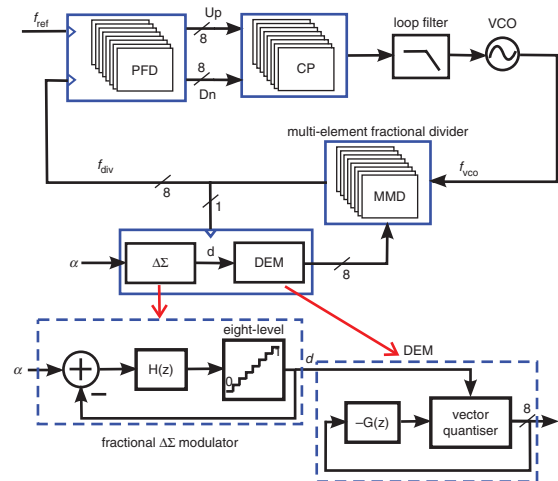 f_ref
Up
8
PFD
8
Dn
CP
loop filter
VCO
multi-element fractional divider
f_div
8
1
MMD
f_vco
α
ΔΣ
d
DEM
8
eight-level
DEM
α
+
−
H(z)
0
1
d
fractional ΔΣ modulator
–G(z)
vector
quantiser
8